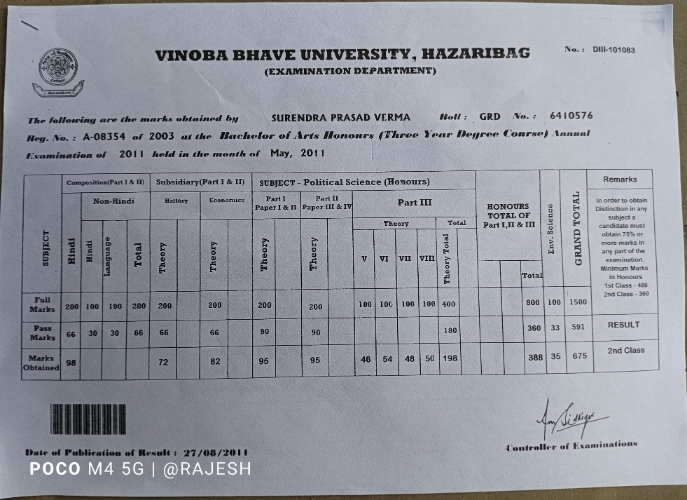 VINOBA BHAVE UNIVERSITY, HAZARIBAG
No. : DIII-101083
(EXAMINATION DEPARTMENT)
The following are the marks obtained by SURENDRA PRASAD VERMA Roll : GRD No. : 6410576
Reg. No. : A-08354 of 2003 at the Bachelor of Arts Honours (Three Year Degree Course) Annual
Examination of 2011 held in the month of May, 2011
SUBJECT
Composition(Part I & II)
Hindi
Non-Hindi
Hindi
Language
Total
Subsidiary(Part I & II)
History
Economics
Theory
Theory
SUBJECT - Political Science (Honours)
Part I
Paper I & II
Part II
Paper III & IV
Part III
Theory
Theory
Theory Total
V VI VII VIII
Theory Total
HONOURS
TOTAL OF
Part I,II & III
Total
Env. Science
GRAND TOTAL
Remarks
In order to obtain
Distinction in any
subject a
candidate must
obtain 75% or
more marks in
any part of the
examination.
Minimum Marks
in Honours
1st Class - 480
2nd Class - 360
Full
Marks
200 100 100 200 200 200 200 200 100 100 100 100 400 800 100 1500
Pass
Marks
66 30 30 66 66 66 90 90 180 360 33 591
RESULT
Marks
Obtained
98 72 82 95 95 46 54 48 50 198 388 35 675
2nd Class
Date of Publication of Result : 27/08/2011
Controller of Examinations
POCO M4 5G | @RAJESH